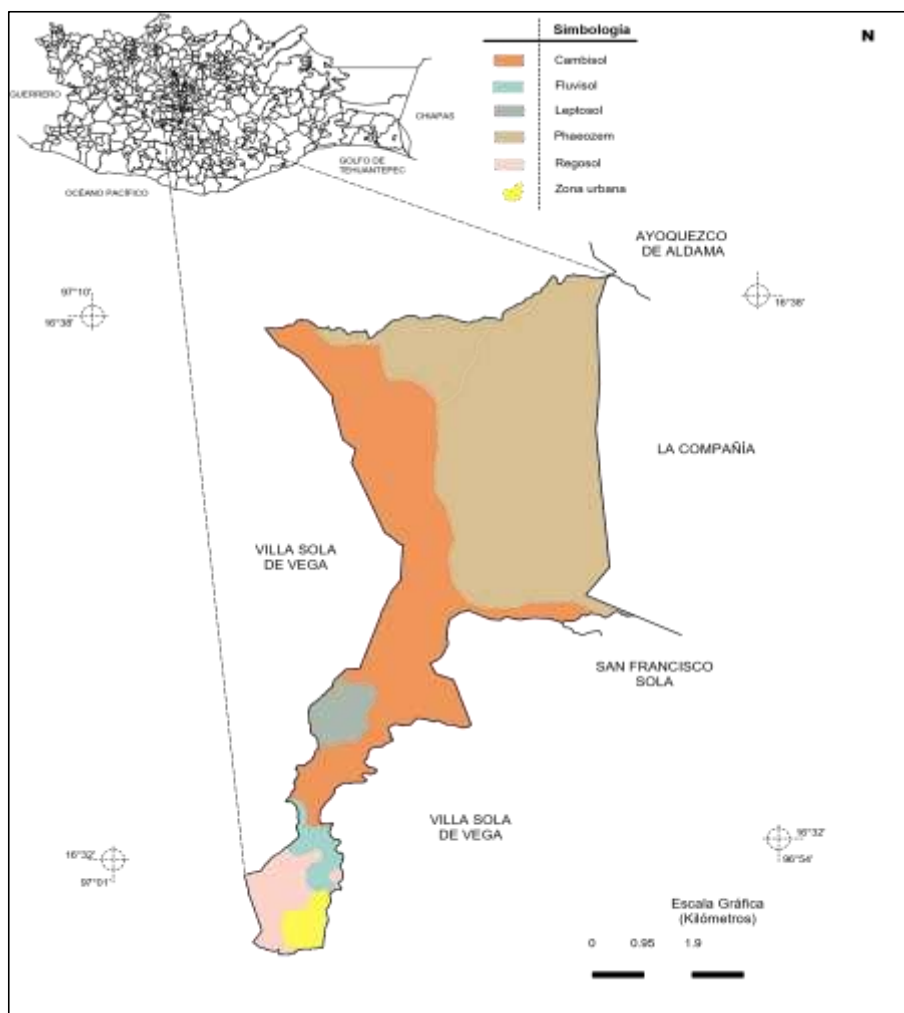 Simbología
N
Cambisol
Fluvisol
Leptosol
Phaeozem
Regosol
Zona urbana
GUERRERO
CHIAPAS
GOLFO DE
TEHUANTEPEC
OCÉANO PACÍFICO
AYOQUEZCO
DE ALDAMA
97°10'
16°38'
16°38'
LA COMPAÑÍA
VILLA SOLA
DE VEGA
SAN FRANCISCO
SOLA
VILLA SOLA
DE VEGA
16°32'
97°01'
16°32'
96°54'
Escala Gráfica
(Kilómetros)
0 0.95 1.9